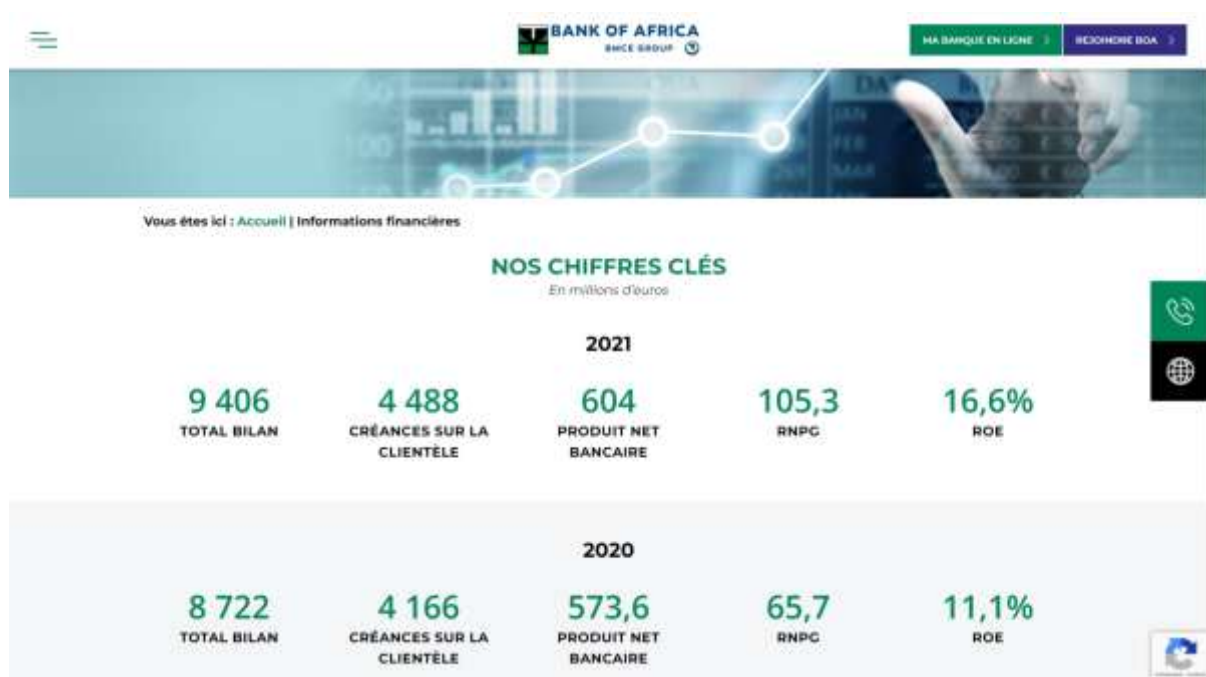 BANK OF AFRICA
BMCE GROUP
MA BANQUE EN LIGNE
REJOINDRE BOA
Vous êtes ici : Accueil | Informations financières
NOS CHIFFRES CLÉS
En millions d'euros
2021
9 406
4 488
604
105,3
16,6%
TOTAL BILAN
CRÉANCES SUR LA
CLIENTÈLE
PRODUIT NET
BANCAIRE
RNPG
ROE
2020
8 722
4 166
573,6
65,7
11,1%
TOTAL BILAN
CRÉANCES SUR LA
CLIENTÈLE
PRODUIT NET
BANCAIRE
RNPG
ROE